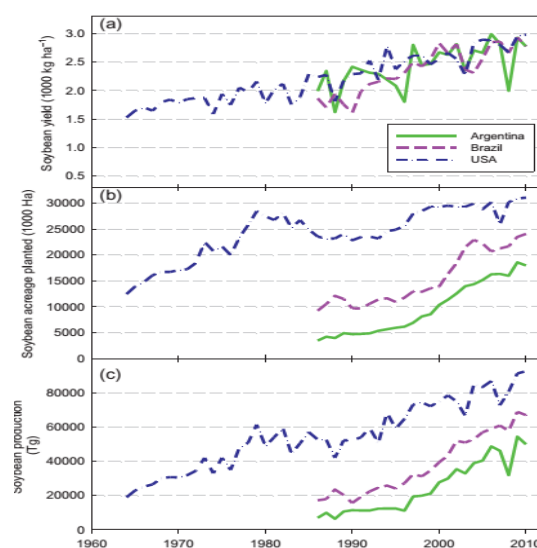 (a)
3.0
2.5
2.0
1.5
1.0
0.5
Soybean yield (1000 kg ha⁻¹)
Argentina
Brazil
USA
(b)
30000
25000
20000
15000
10000
5000
0
Soybean acreage planted (1000 Ha)
(c)
80000
60000
40000
20000
0
Soybean production
(Tg)
1960 1970 1980 1990 2000 2010